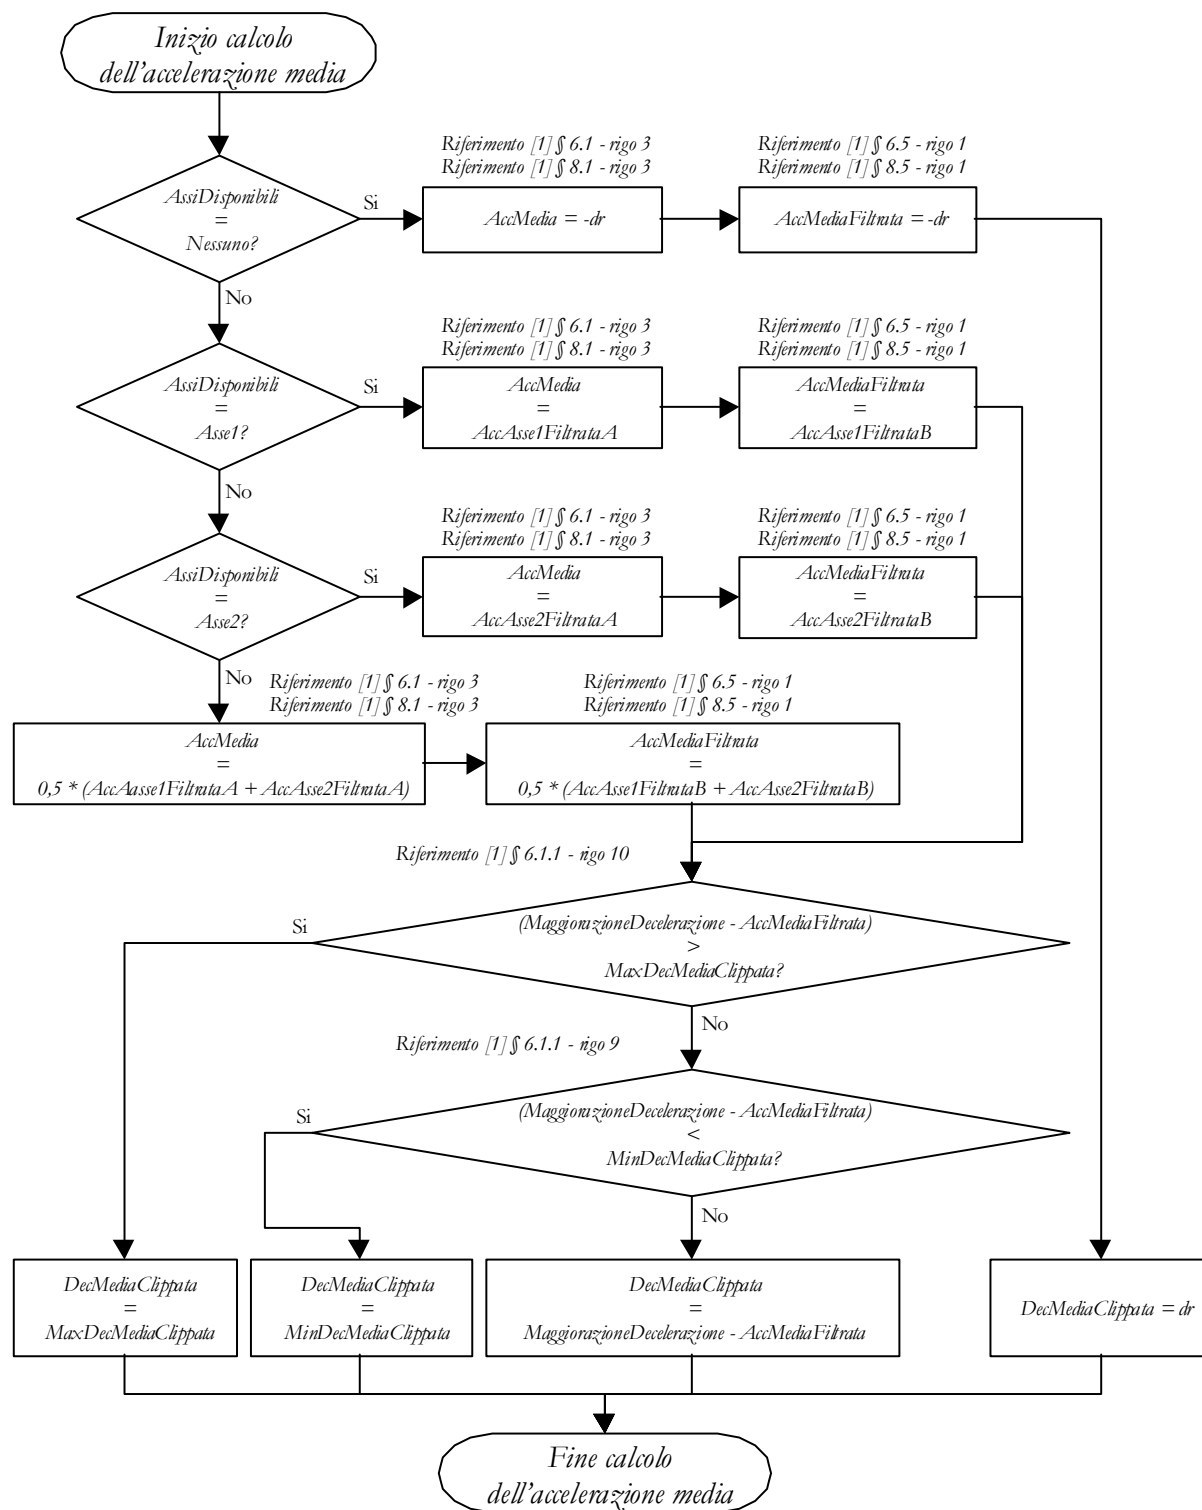 Inizio calcolo
dell'accelerazione media
Riferimento [1] § 6.1 - rigo 3
Riferimento [1] § 8.1 - rigo 3
Riferimento [1] § 6.5 - rigo 1
Riferimento [1] § 8.5 - rigo 1
AssiDisponibili
=
Nessuno?
Si
AccMedia = -dr
AccMediaFiltrata = -dr
No
Riferimento [1] § 6.1 - rigo 3
Riferimento [1] § 8.1 - rigo 3
Riferimento [1] § 6.5 - rigo 1
Riferimento [1] § 8.5 - rigo 1
AssiDisponibili
=
Asse1?
Si
AccMedia
=
AccAsse1FiltrataA
AccMediaFiltrata
=
AccAsse1FiltrataB
No
Riferimento [1] § 6.1 - rigo 3
Riferimento [1] § 8.1 - rigo 3
Riferimento [1] § 6.5 - rigo 1
Riferimento [1] § 8.5 - rigo 1
AssiDisponibili
=
Asse2?
Si
AccMedia
=
AccAsse2FiltrataA
AccMediaFiltrata
=
AccAsse2FiltrataB
No
Riferimento [1] § 6.1 - rigo 3
Riferimento [1] § 8.1 - rigo 3
Riferimento [1] § 6.5 - rigo 1
Riferimento [1] § 8.5 - rigo 1
AccMedia
=
0,5 * (AccAasse1FiltrataA + AccAsse2FiltrataA)
AccMediaFiltrata
=
0,5 * (AccAsse1FiltrataB + AccAsse2FiltrataB)
Riferimento [1] § 6.1.1 - rigo 10
Si
(MaggiorazioneDecelerazione - AccMediaFiltrata)
>
MaxDecMediaClippata?
No
Riferimento [1] § 6.1.1 - rigo 9
Si
(MaggiorazioneDecelerazione - AccMediaFiltrata)
<
MinDecMediaClippata?
No
DecMediaClippata
=
MaxDecMediaClippata
DecMediaClippata
=
MinDecMediaClippata
DecMediaClippata
=
MaggiorazioneDecelerazione - AccMediaFiltrata
DecMediaClippata = dr
Fine calcolo
dell'accelerazione media